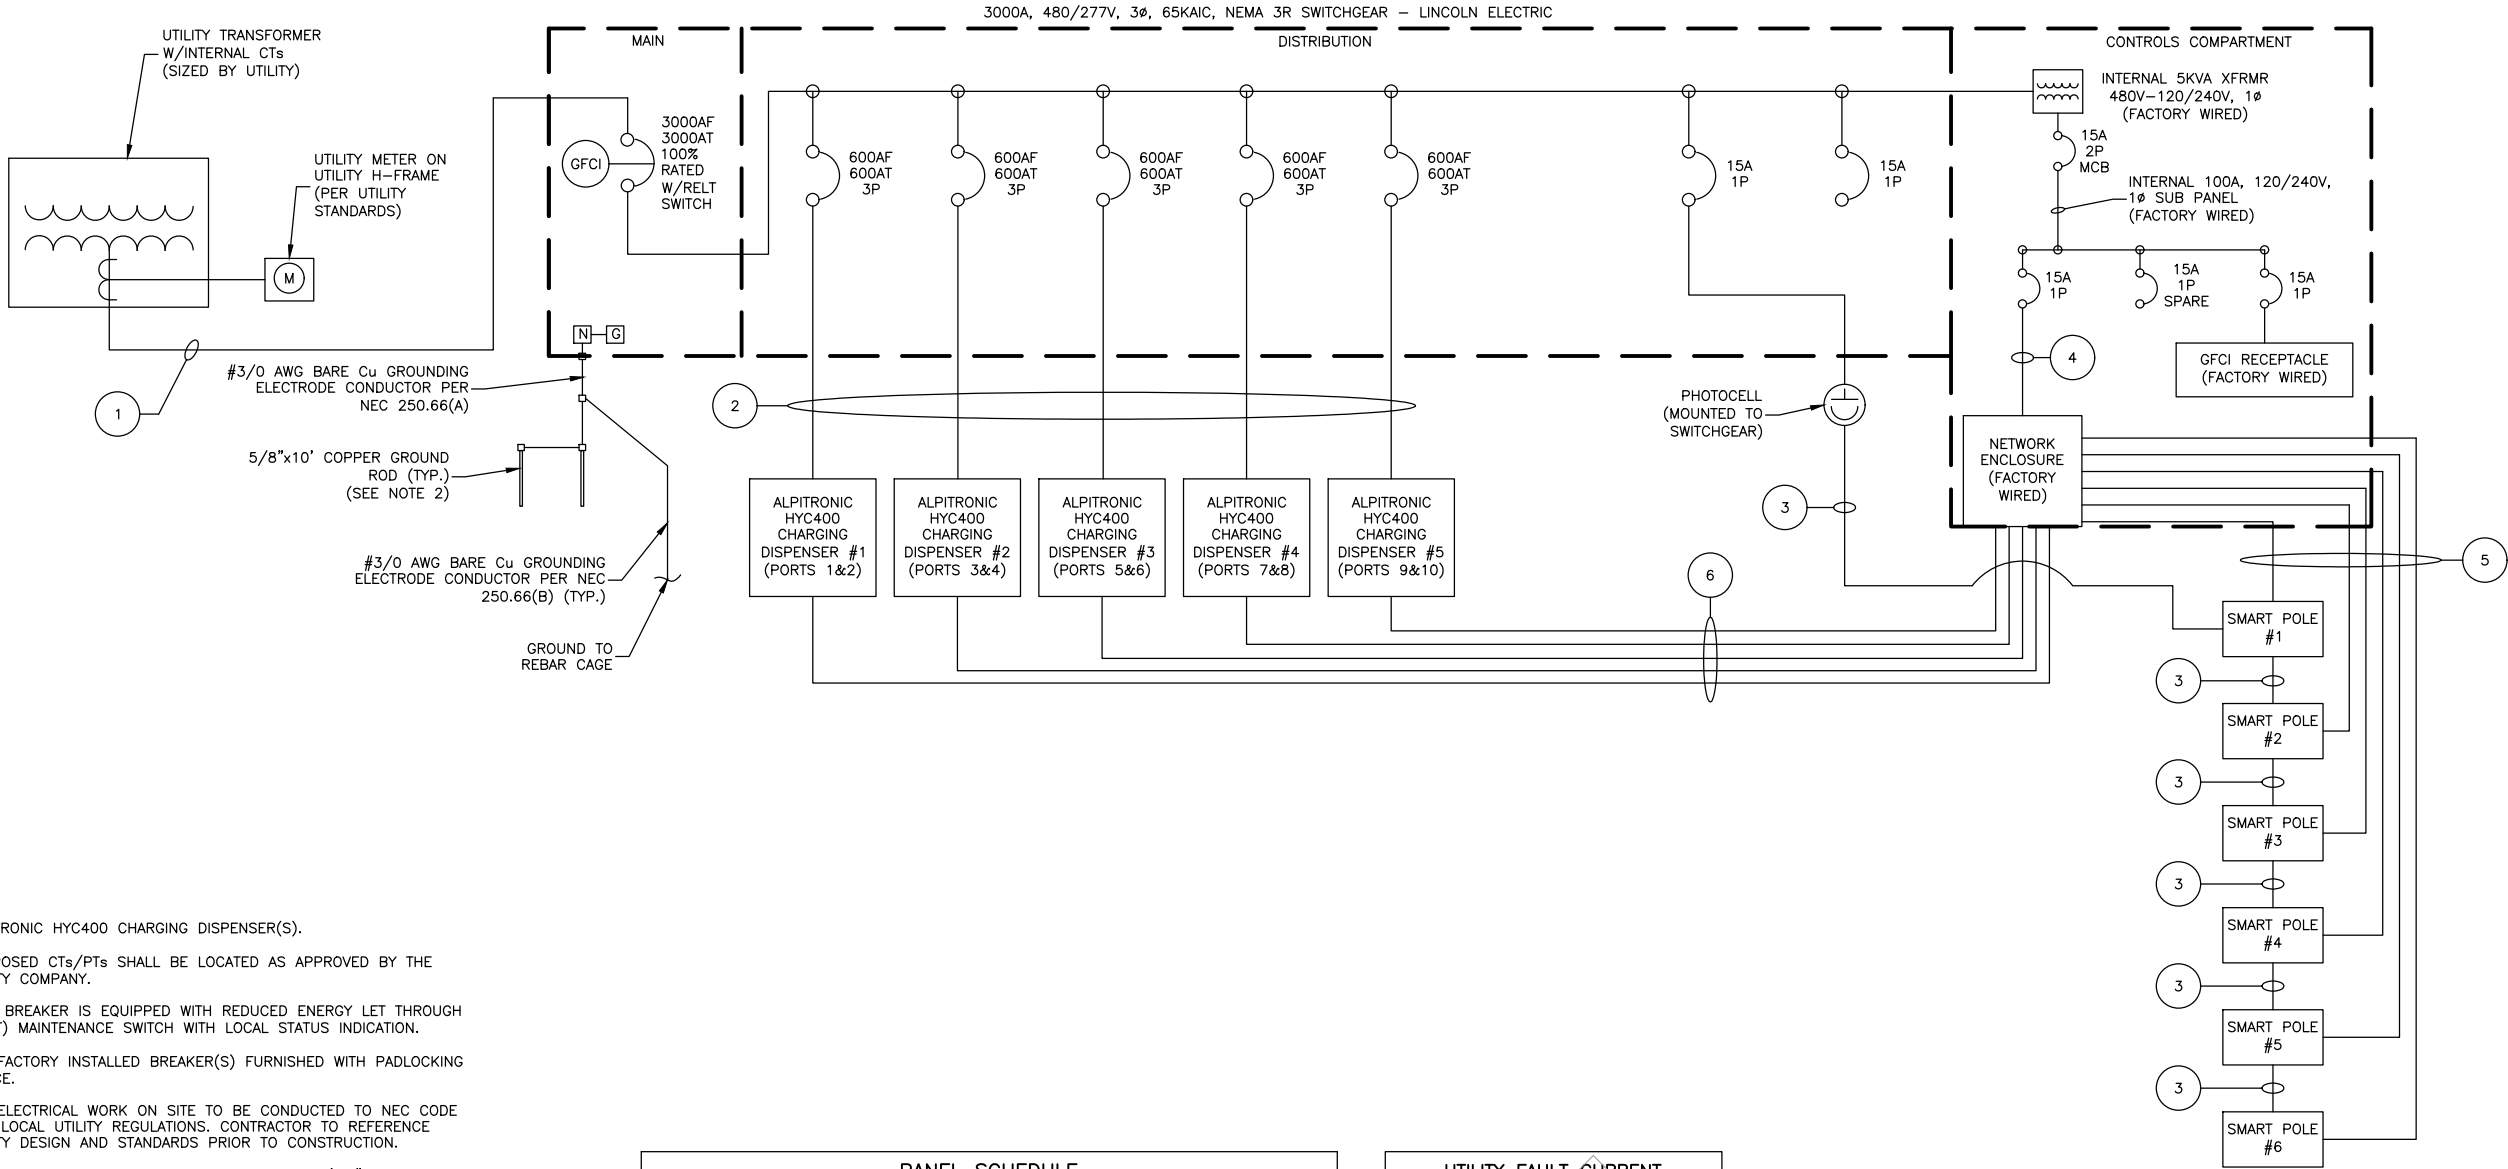 3000A, 480/277V, 3ø, 65KAIC, NEMA 3R SWITCHGEAR – LINCOLN ELECTRIC
MAIN
DISTRIBUTION
CONTROLS COMPARTMENT
UTILITY TRANSFORMER
W/INTERNAL CTs
(SIZED BY UTILITY)
UTILITY METER ON
UTILITY H-FRAME
(PER UTILITY
STANDARDS)
M
GFCI
3000AF
3000AT
100%
RATED
W/RELT
SWITCH
600AF
600AT
3P
600AF
600AT
3P
600AF
600AT
3P
600AF
600AT
3P
600AF
600AT
3P
15A
1P
15A
1P
INTERNAL 5KVA XFRMR
480V-120/240V, 1ø
(FACTORY WIRED)
15A
2P
MCB
INTERNAL 100A, 120/240V,
1ø SUB PANEL
(FACTORY WIRED)
15A
1P
15A
1P
SPARE
15A
1P
GFCI RECEPTACLE
(FACTORY WIRED)
4
N
G
#3/0 AWG BARE Cu GROUNDING
ELECTRODE CONDUCTOR PER
NEC 250.66(A)
1
2
5/8"x10' COPPER GROUND
ROD (TYP.)
(SEE NOTE 2)
#3/0 AWG BARE Cu GROUNDING
ELECTRODE CONDUCTOR PER NEC
250.66(B) (TYP.)
GROUND TO
REBAR CAGE
PHOTOCELL
(MOUNTED TO
SWITCHGEAR)
3
NETWORK
ENCLOSURE
(FACTORY
WIRED)
ALPITRONIC
HYC400
CHARGING
DISPENSER #1
(PORTS 1&2)
ALPITRONIC
HYC400
CHARGING
DISPENSER #2
(PORTS 3&4)
ALPITRONIC
HYC400
CHARGING
DISPENSER #3
(PORTS 5&6)
ALPITRONIC
HYC400
CHARGING
DISPENSER #4
(PORTS 7&8)
ALPITRONIC
HYC400
CHARGING
DISPENSER #5
(PORTS 9&10)
6
5
SMART POLE
#1
3
SMART POLE
#2
3
SMART POLE
#3
3
SMART POLE
#4
3
SMART POLE
#5
3
SMART POLE
#6
RONIC HYC400 CHARGING DISPENSER(S).
POSED CTs/PTs SHALL BE LOCATED AS APPROVED BY THE
TY COMPANY.
BREAKER IS EQUIPPED WITH REDUCED ENERGY LET THROUGH
T) MAINTENANCE SWITCH WITH LOCAL STATUS INDICATION.
FACTORY INSTALLED BREAKER(S) FURNISHED WITH PADLOCKING
CE.
ELECTRICAL WORK ON SITE TO BE CONDUCTED TO NEC CODE
LOCAL UTILITY REGULATIONS. CONTRACTOR TO REFERENCE
TY DESIGN AND STANDARDS PRIOR TO CONSTRUCTION.
PANEL SCHEDULE
UTILITY FAULT CURRENT